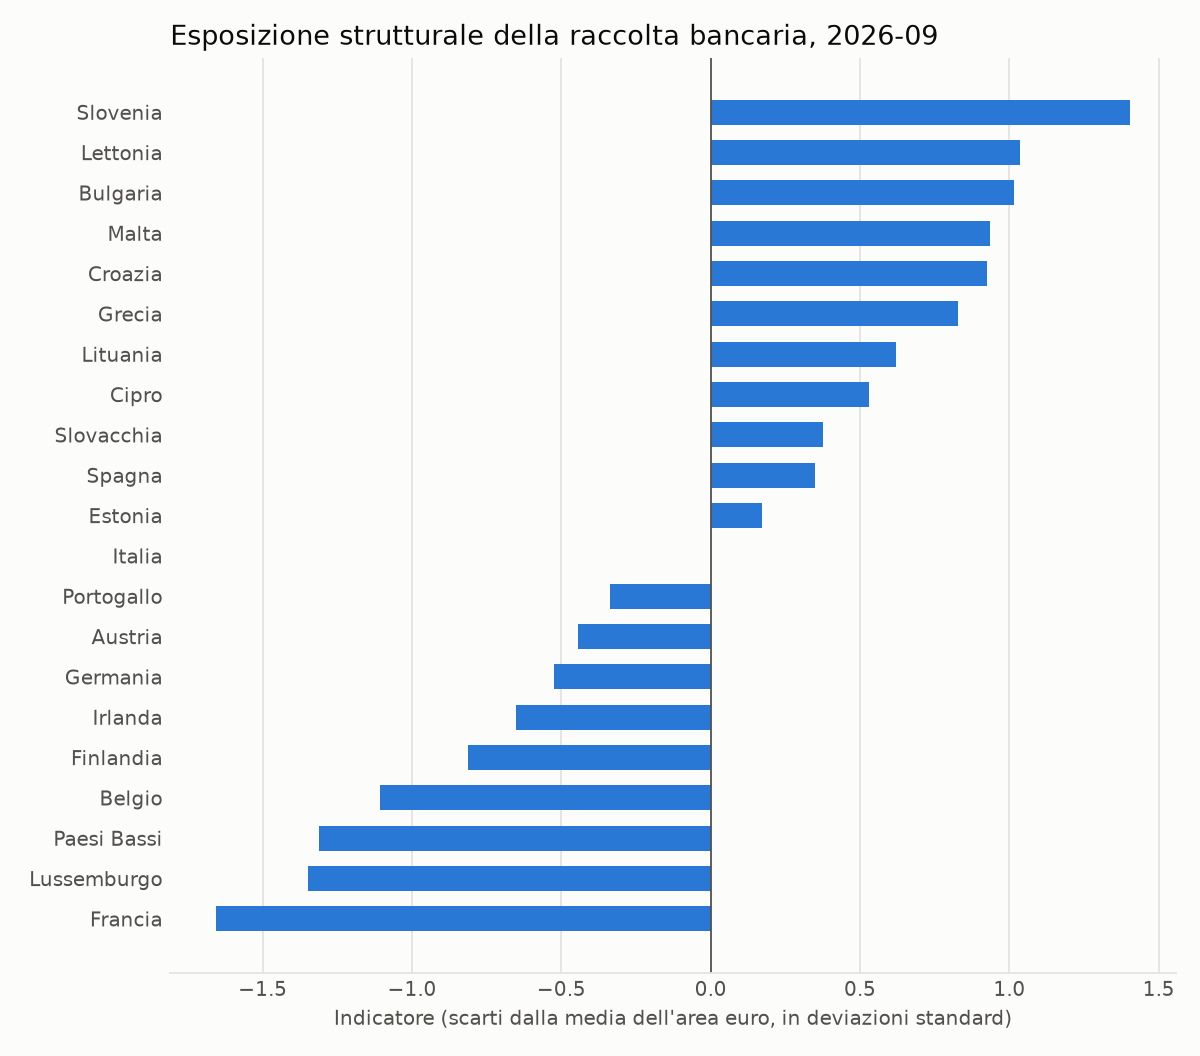 Esposizione strutturale della raccolta bancaria, 2026-09
Slovenia
Lettonia
Bulgaria
Malta
Croazia
Grecia
Lituania
Cipro
Slovacchia
Spagna
Estonia
Italia
Portogallo
Austria
Germania
Irlanda
Finlandia
Belgio
Paesi Bassi
Lussemburgo
Francia
−1.5 −1.0 −0.5 0.0 0.5 1.0 1.5
Indicatore (scarti dalla media dell'area euro, in deviazioni standard)